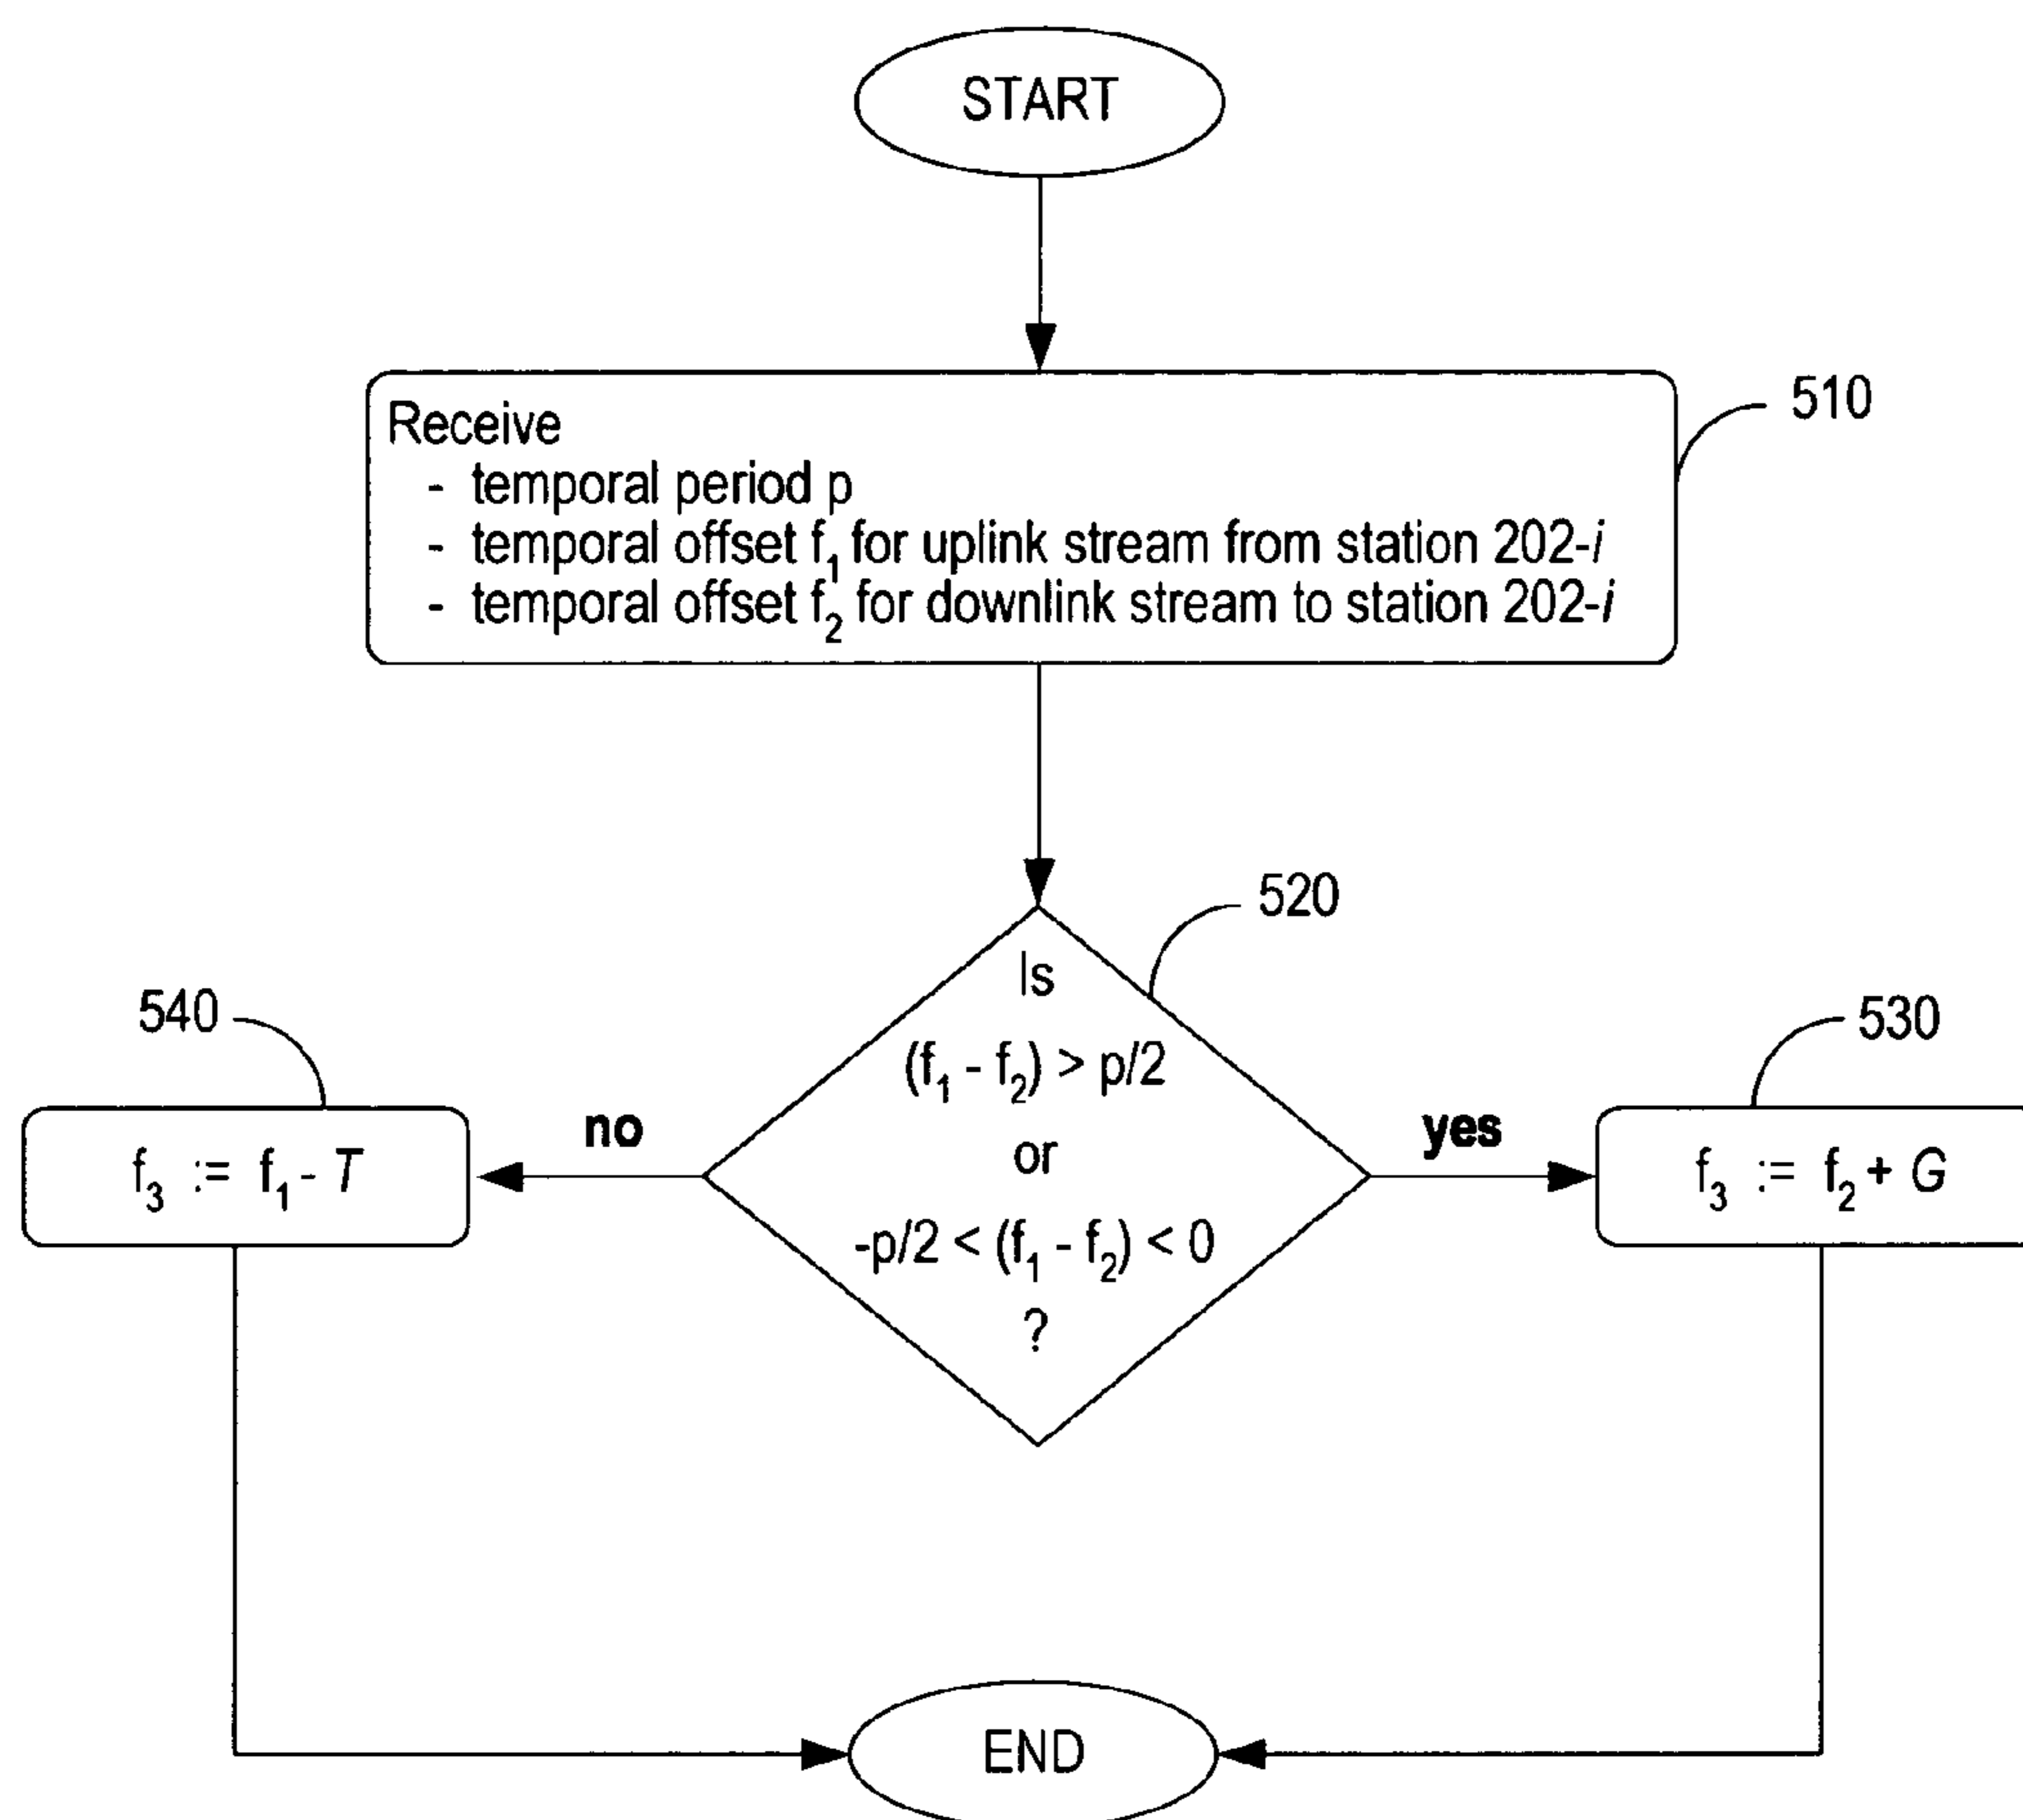 START
510
Receive
- temporal period p
- temporal offset f₁ for uplink stream from station 202-i
- temporal offset f₂ for downlink stream to station 202-i
520
Is
(f₁ - f₂) > p/2
or
-p/2 < (f₁ - f₂) < 0
?
540
no
f₃ := f₁ - T
530
yes
f₃ := f₂ + G
END